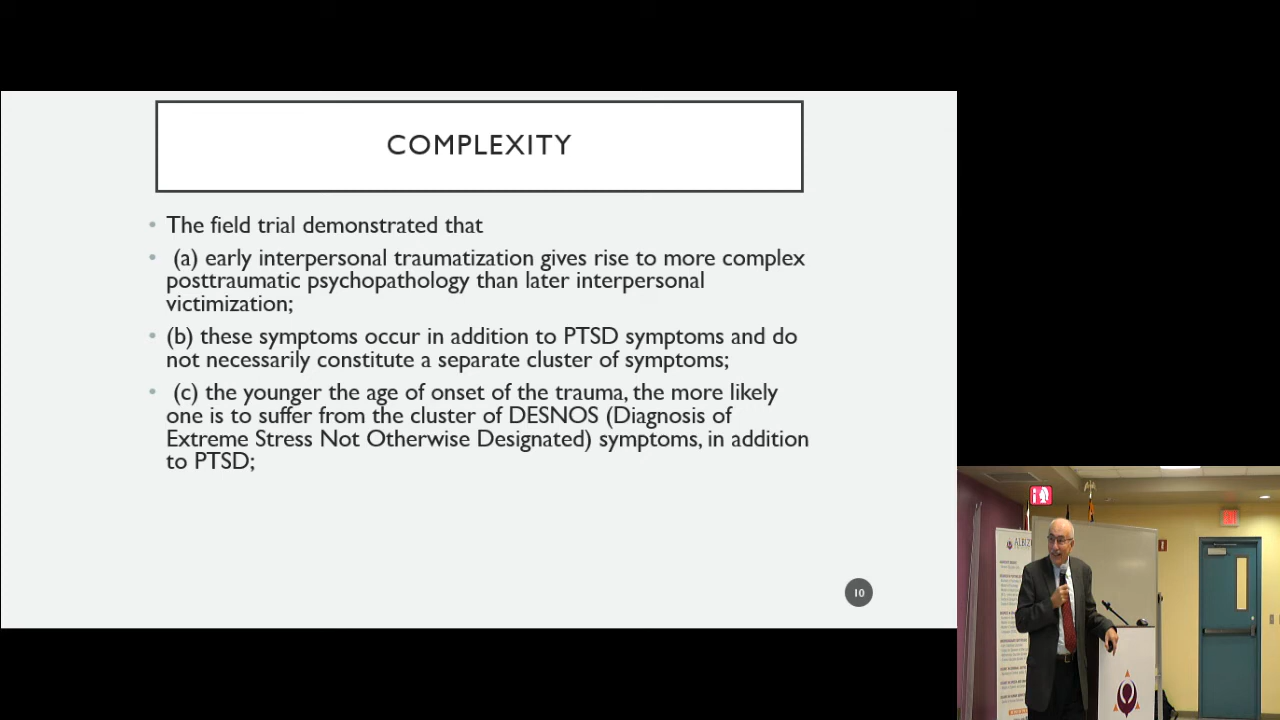 COMPLEXITY
• The field trial demonstrated that
• (a) early interpersonal traumatization gives rise to more complex
posttraumatic psychopathology than later interpersonal
victimization;
• (b) these symptoms occur in addition to PTSD symptoms and do
not necessarily constitute a separate cluster of symptoms;
• (c) the younger the age of onset of the trauma, the more likely
one is to suffer from the cluster of DESNOS (Diagnosis of
Extreme Stress Not Otherwise Designated) symptoms, in addition
to PTSD;
10